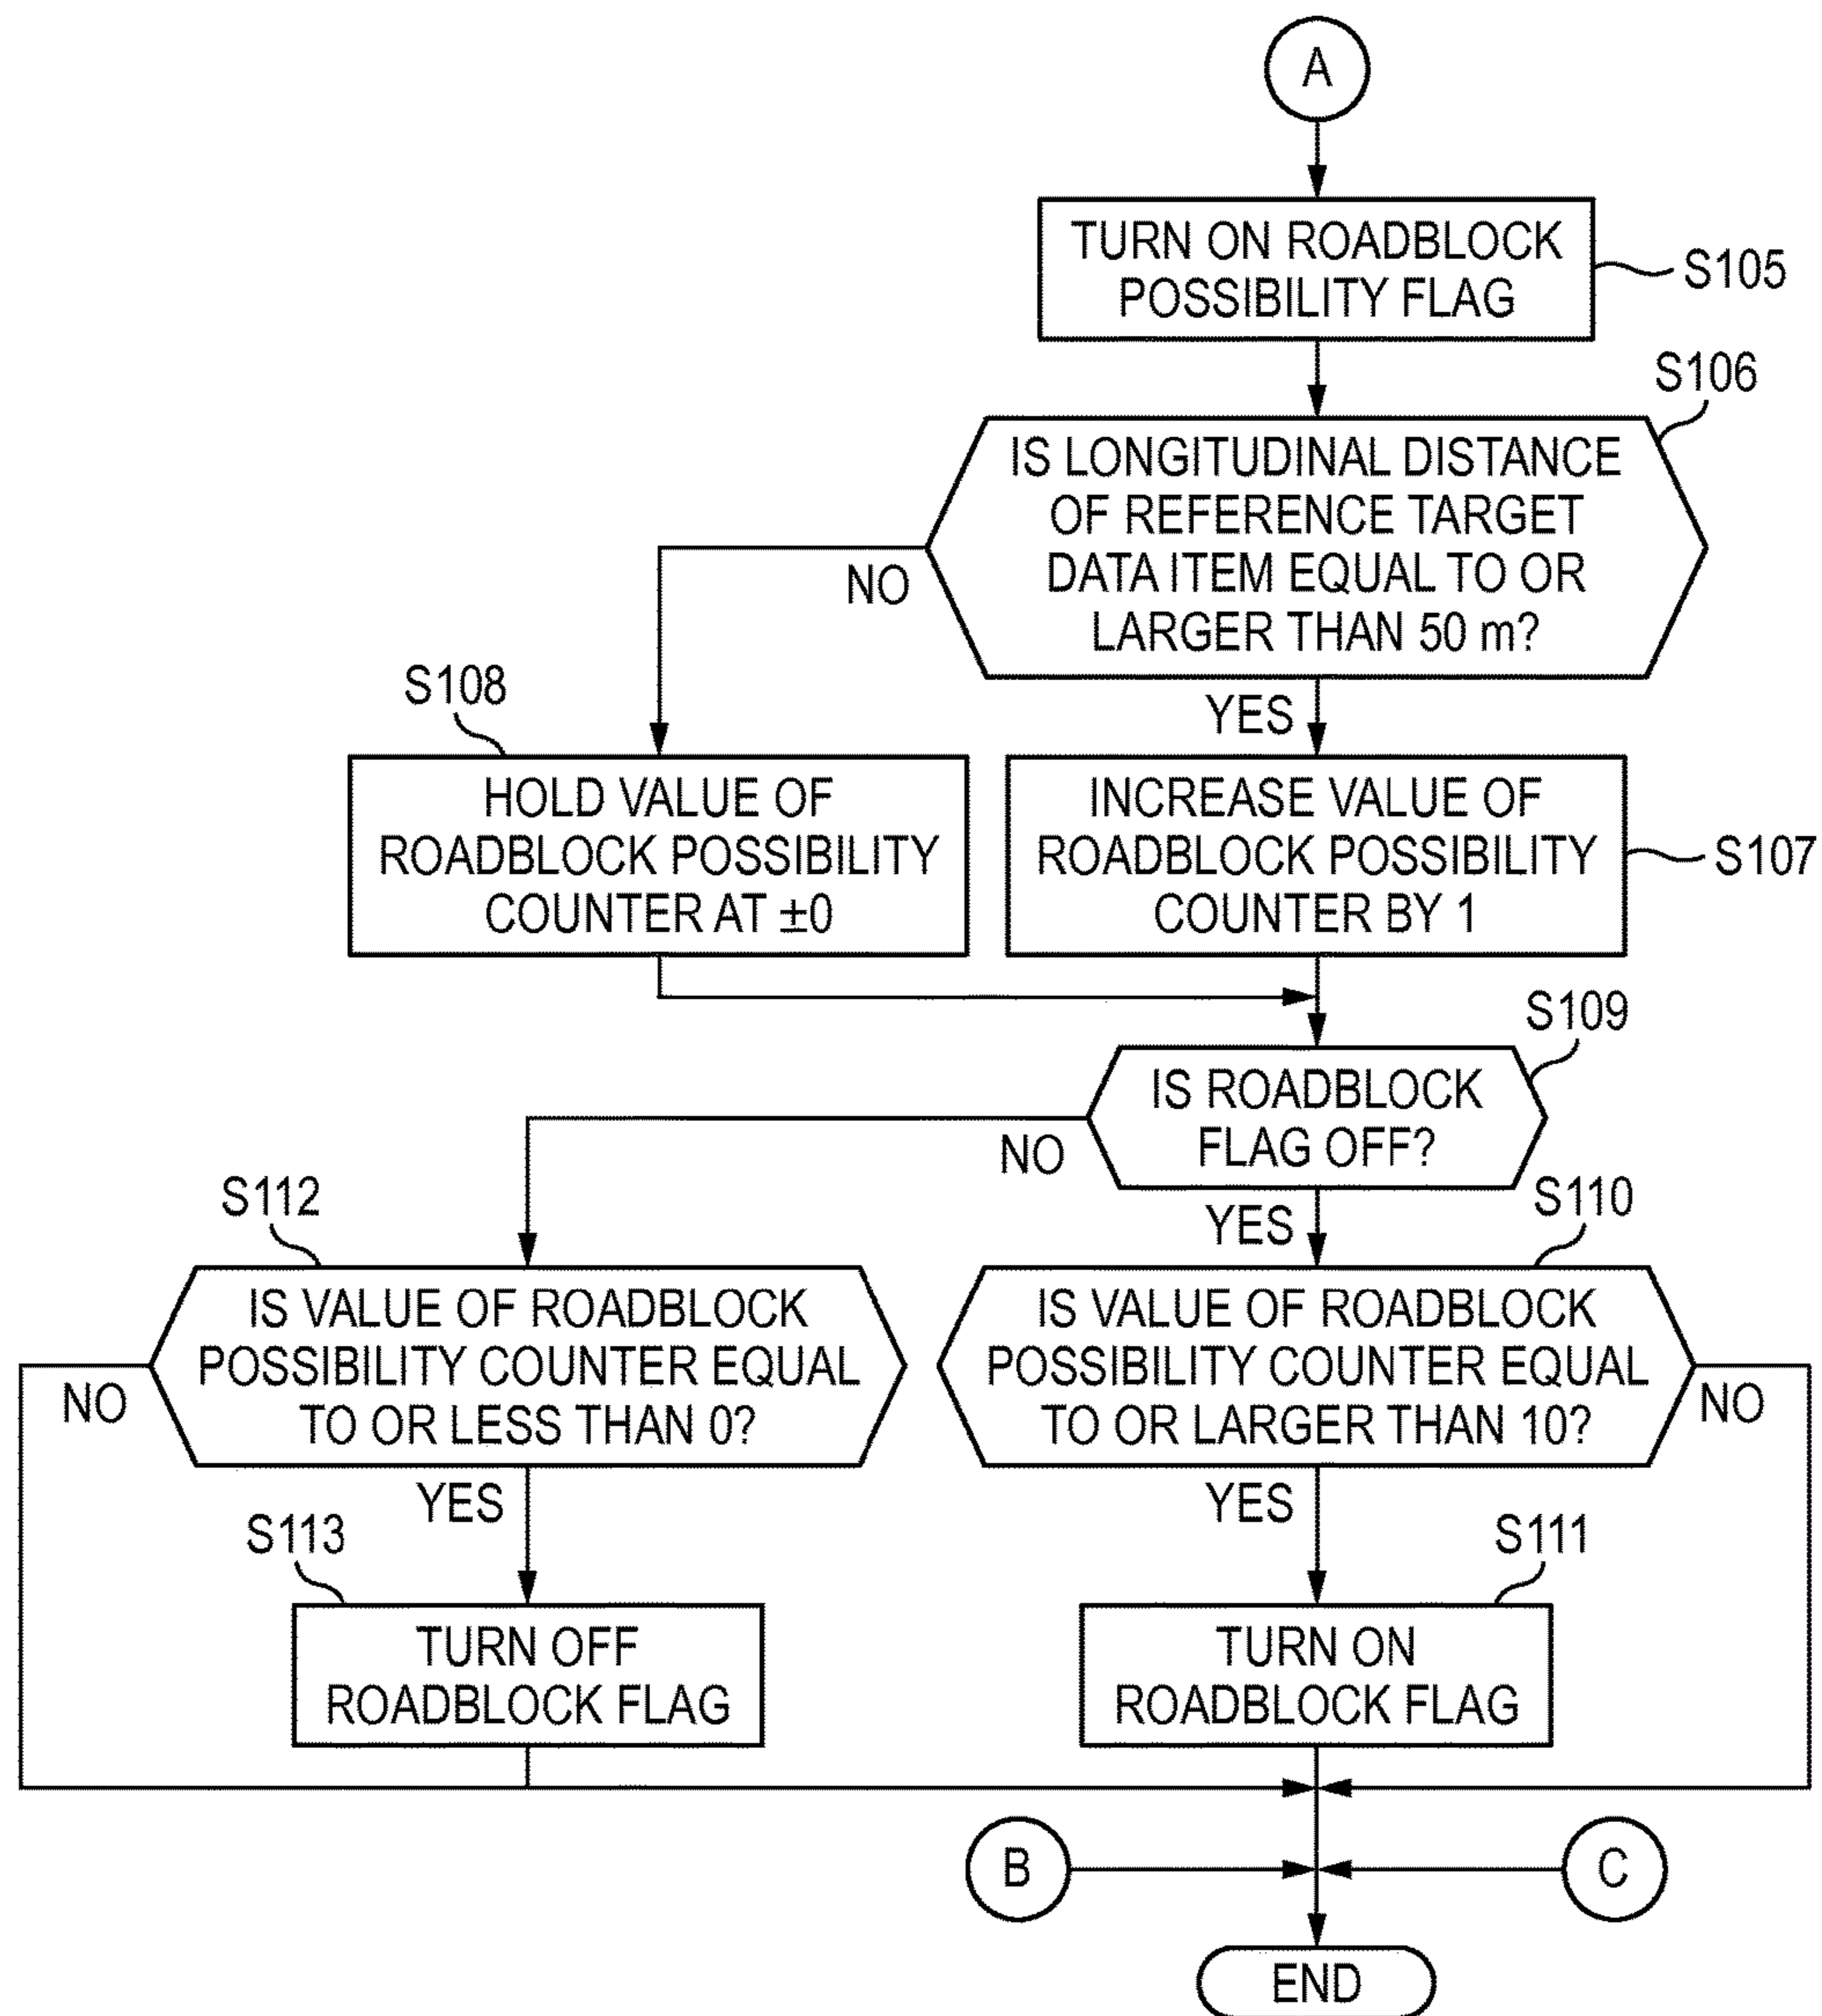 A
TURN ON ROADBLOCK
POSSIBILITY FLAG
S105
S106
IS LONGITUDINAL DISTANCE
OF REFERENCE TARGET
DATA ITEM EQUAL TO OR
LARGER THAN 50 m?
NO
YES
S108
HOLD VALUE OF
ROADBLOCK POSSIBILITY
COUNTER AT ±0
INCREASE VALUE OF
ROADBLOCK POSSIBILITY
COUNTER BY 1
S107
S109
IS ROADBLOCK
FLAG OFF?
NO
YES
S112
IS VALUE OF ROADBLOCK
POSSIBILITY COUNTER EQUAL
TO OR LESS THAN 0?
NO
YES
S110
IS VALUE OF ROADBLOCK
POSSIBILITY COUNTER EQUAL
TO OR LARGER THAN 10?
NO
YES
S113
TURN OFF
ROADBLOCK FLAG
S111
TURN ON
ROADBLOCK FLAG
B
C
END